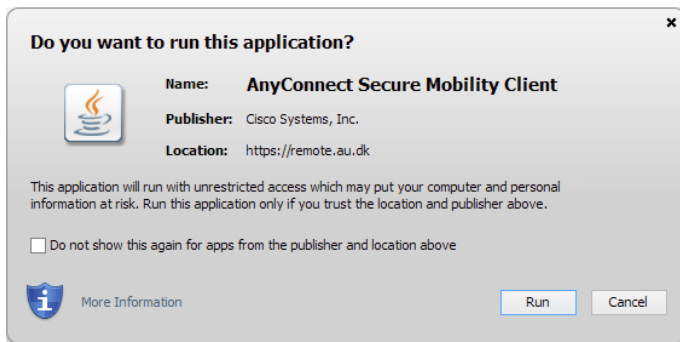 Do you want to run this application?
Name: AnyConnect Secure Mobility Client
Publisher: Cisco Systems, Inc.
Location: https://remote.au.dk
This application will run with unrestricted access which may put your computer and personal
information at risk. Run this application only if you trust the location and publisher above.
Do not show this again for apps from the publisher and location above
More Information
Run
Cancel